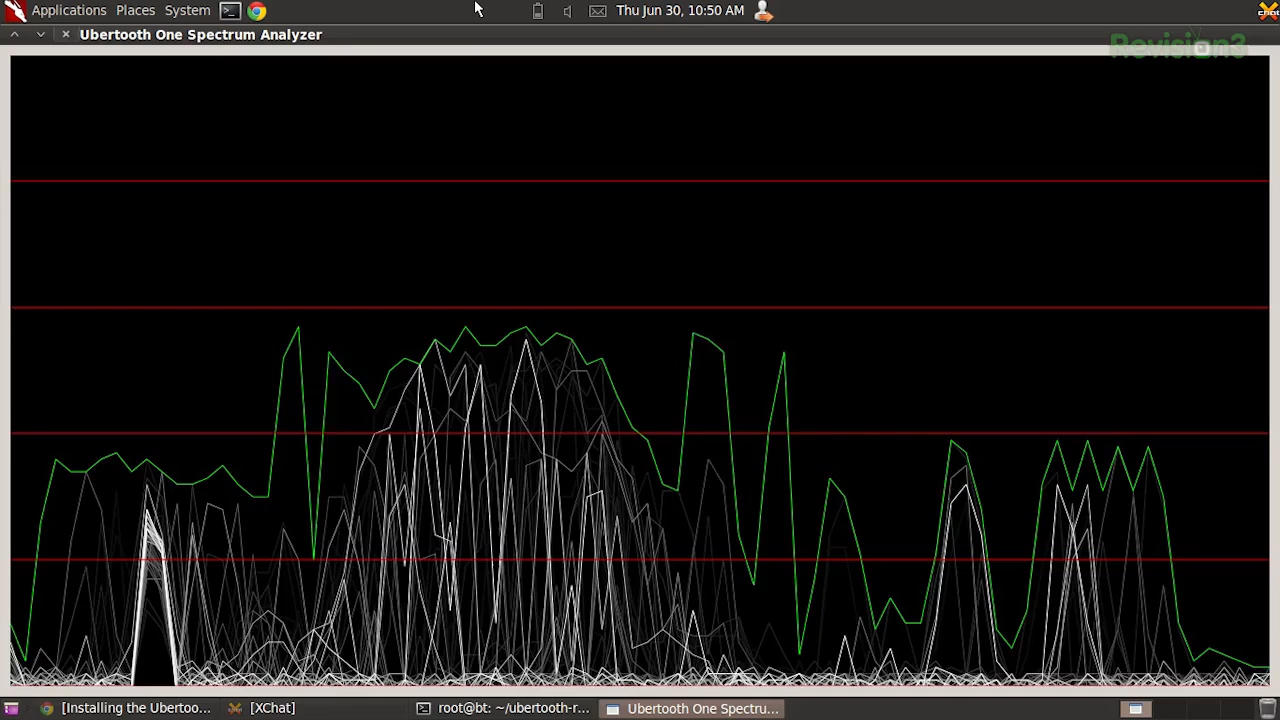 Applications Places System Thu Jun 30, 10:50 AM
Ubertooth One Spectrum Analyzer
Revision3
[Installing the Ubertoo... [XChat] root@bt: ~/ubertooth-r... Ubertooth One Spectru...